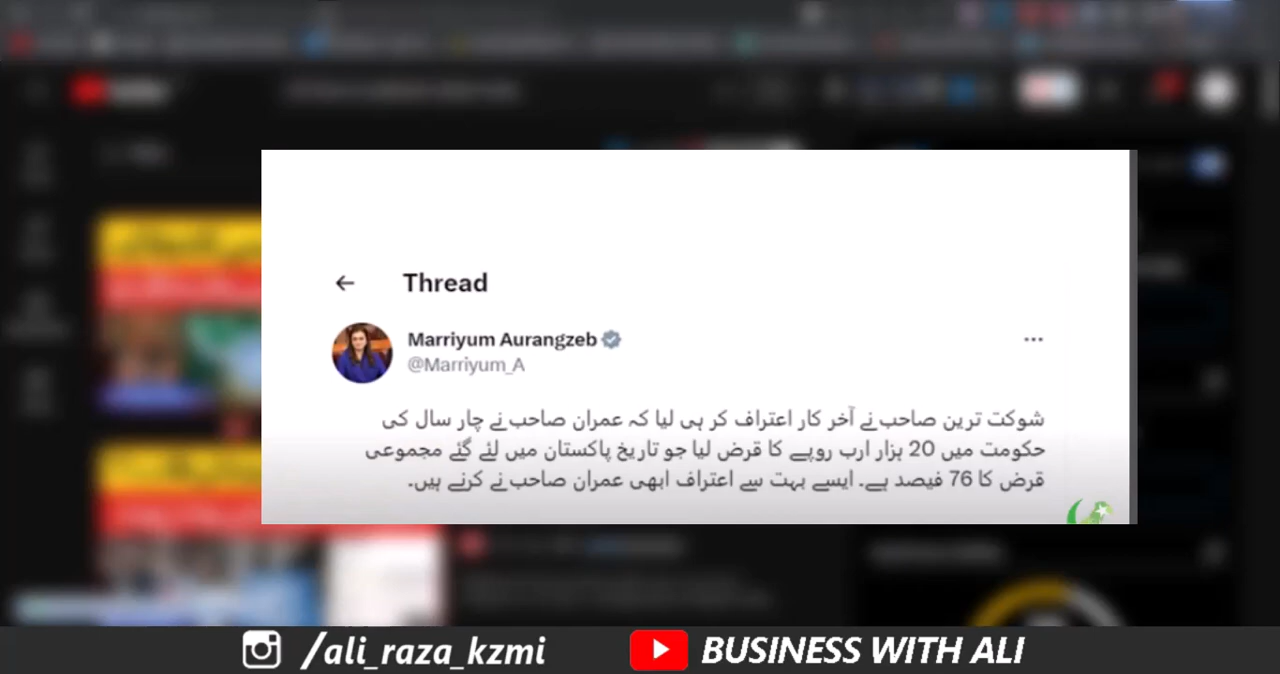 Thread
Marriyum Aurangzeb
@Marriyum_A
شوکت ترین صاحب نے آخر کار اعتراف کر ہی لیا کہ عمران صاحب نے چار سال کی
حکومت میں 20 ہزار ارب روپے کا قرض لیا جو تاریخ پاکستان میں لئے گئے مجموعی
قرض کا 76 فیصد ہے۔ ایسے بہت سے اعتراف ابھی عمران صاحب نے کرنے ہیں۔
/ali_raza_kzmi
BUSINESS WITH ALI